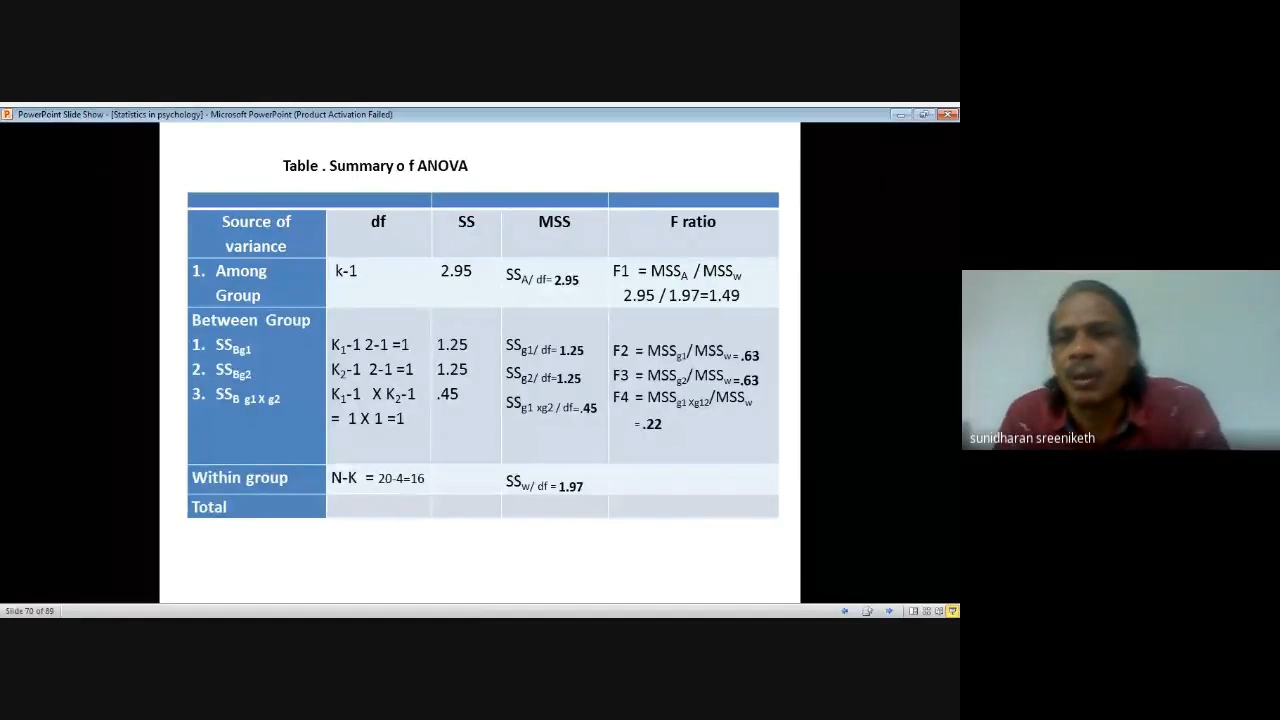 PowerPoint Slide Show - [Statistics in psychology] - Microsoft PowerPoint (Product Activation Failed)
Table . Summary o f ANOVA
Source of variance df SS MSS F ratio
1. Among Group k-1 2.95 SSA/ df= 2.95 F1 = MSSA / MSSw
2.95 / 1.97=1.49
Between Group
1. SSBg1 K1-1 2-1 =1 1.25 SSg1/ df= 1.25 F2 = MSSg1/MSSw = .63
2. SSBg2 K2-1 2-1 =1 1.25 SSg2/ df=1.25 F3 = MSSg2/MSSw=.63
3. SSB g1 X g2 K1-1 X K2-1 .45 SSg1 xg2 / df=.45 F4 = MSSg1 Xg12/MSSw
= 1 X 1 =1 = .22
Within group N-K = 20-4=16 SSw/ df = 1.97
Total
Slide 70 of 89
sunidharan sreeniketh